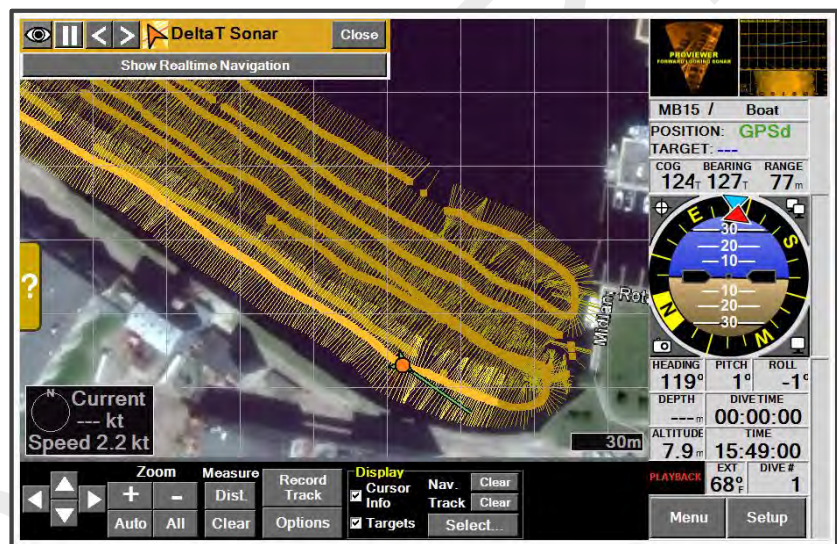 DeltaT Sonar
Close
Show Realtime Navigation
PROVIEWER
FORWARD LOOKING SONAR
MB15 / Boat
POSITION: GPSd
TARGET: ---
COG BEARING RANGE
124T 127T 77m
E
S
N
W
30
20
10
10
20
30
?
Midland Rot
N
Current
--- kt
Speed 2.2 kt
30m
HEADING PITCH ROLL
119° 1° -1°
DEPTH DIVETIME
---m 00:00:00
ALTITUDE TIME
7.9m 15:49:00
PLAYBACK
EXT DIVE #
68°F 1
Zoom
+ -
Auto All
Measure
Dist.
Clear
Record
Track
Options
Display
Cursor
Info
Targets
Nav. Clear
Track Clear
Select...
Menu Setup